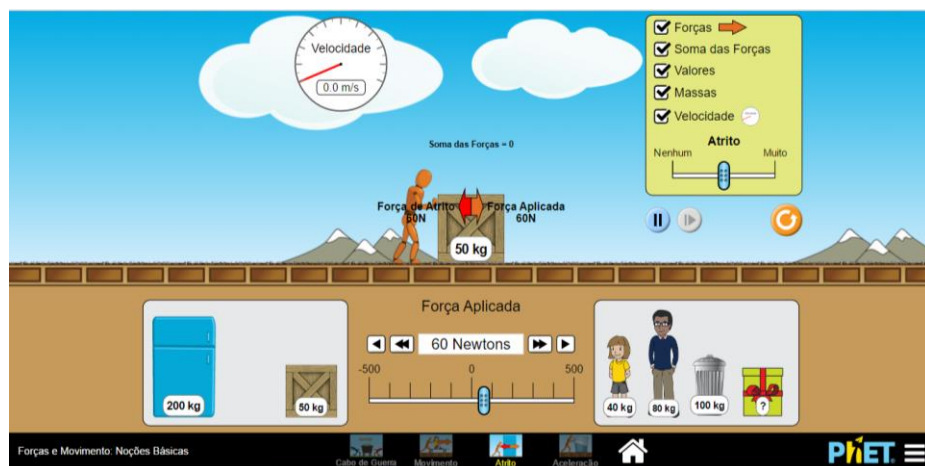 Velocidade
0.0 m/s
Forças
Soma das Forças
Valores
Massas
Velocidade
Atrito
Nenhum Muito
Soma das Forças = 0
Força de Atrito
60N
Força Aplicada
60N
50 kg
Força Aplicada
60 Newtons
-500 0 500
200 kg
50 kg
40 kg
80 kg
100 kg
?
Forças e Movimento: Noções Básicas
Cabo de Guerra
Movimento
Atrito
Aceleração
PhET